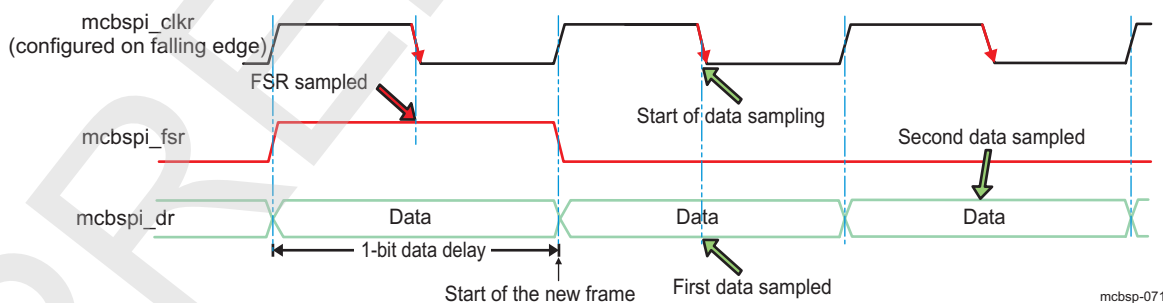 mcbspi_clkr
(configured on falling edge)
FSR sampled
Start of data sampling
mcbspi_fsr
Second data sampled
mcbspi_dr
Data
Data
Data
1-bit data delay
Start of the new frame
First data sampled
mcbsp-071